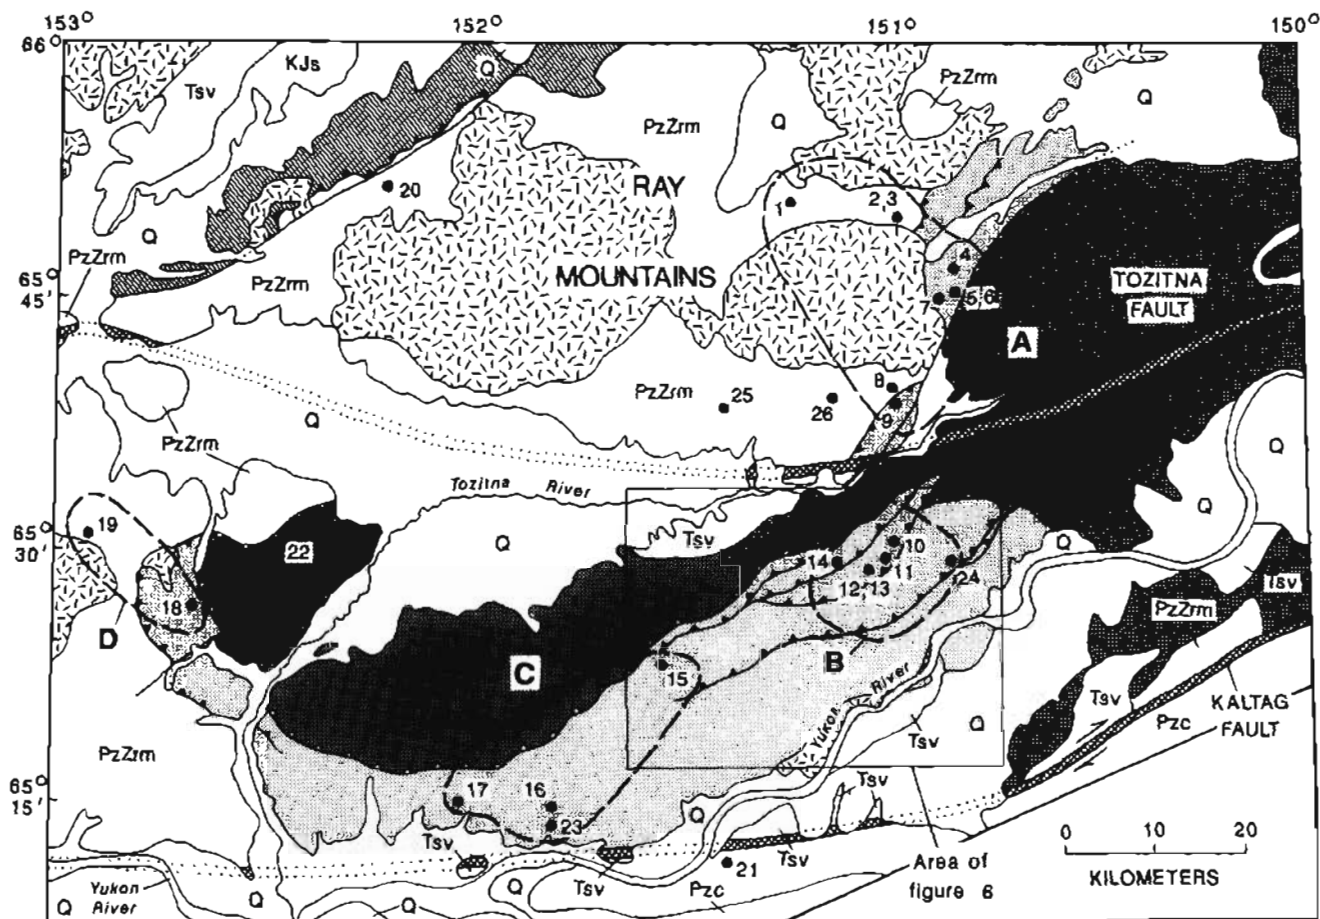 153° 152° 151° 150°
66°
Tsv
KJs
Q
PzZrm
PzZrm
Q
Q
20
RAY
MOUNTAINS
1
2,3
4
5,6
7
Q
PzZrm
PzZrm
65°
45'
TOZITNA
FAULT
A
8
9
PzZrm
25
26
Q
PzZrm
Q
Tozitna River
19
65°
30'
22
Q
Tsv
10
11
14
12, 13
24
Q
Tsv
PzZrm
18
D
C
15
B
Yukon River
Tsv
Q
Tsv
KALTAG
FAULT
Pzc
PzZrm
65°
15'
17
16
23
Q
Tsv
Tsv
Tsv
Tsv
21
Pzc
Q
Q
Q
Q
Yukon
River
Area of
figure 6
0 10 20
KILOMETERS